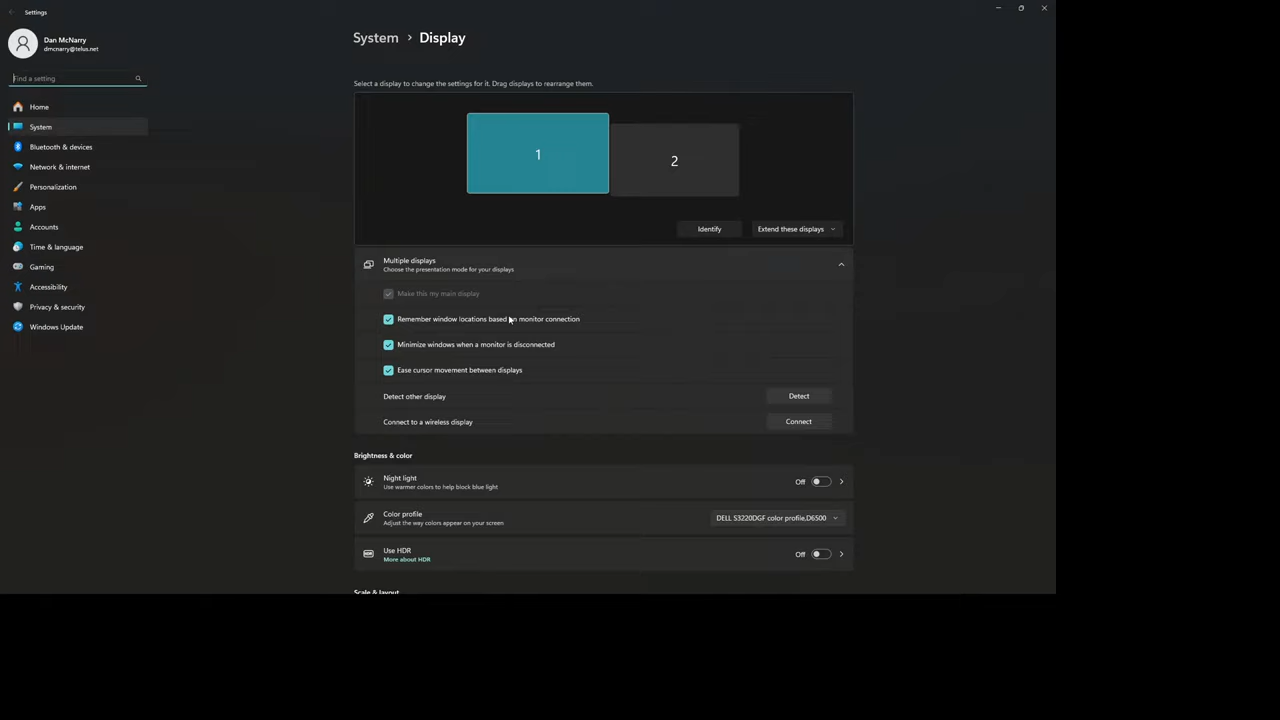 Settings
Dan McNarry
dmcnarry@telus.net
Find a setting
Home
System
Bluetooth & devices
Network & internet
Personalization
Apps
Accounts
Time & language
Gaming
Accessibility
Privacy & security
Windows Update
System > Display
Select a display to change the settings for it. Drag displays to rearrange them.
1
2
Identify
Extend these displays
Multiple displays
Choose the presentation mode for your displays
Make this my main display
Remember window locations based on monitor connection
Minimize windows when a monitor is disconnected
Ease cursor movement between displays
Detect other display
Detect
Connect to a wireless display
Connect
Brightness & color
Night light
Use warmer colors to help block blue light
Off
Color profile
Adjust the way colors appear on your screen
DELL S3220DGF color profile,D6500
Use HDR
More about HDR
Off
Scale & layout